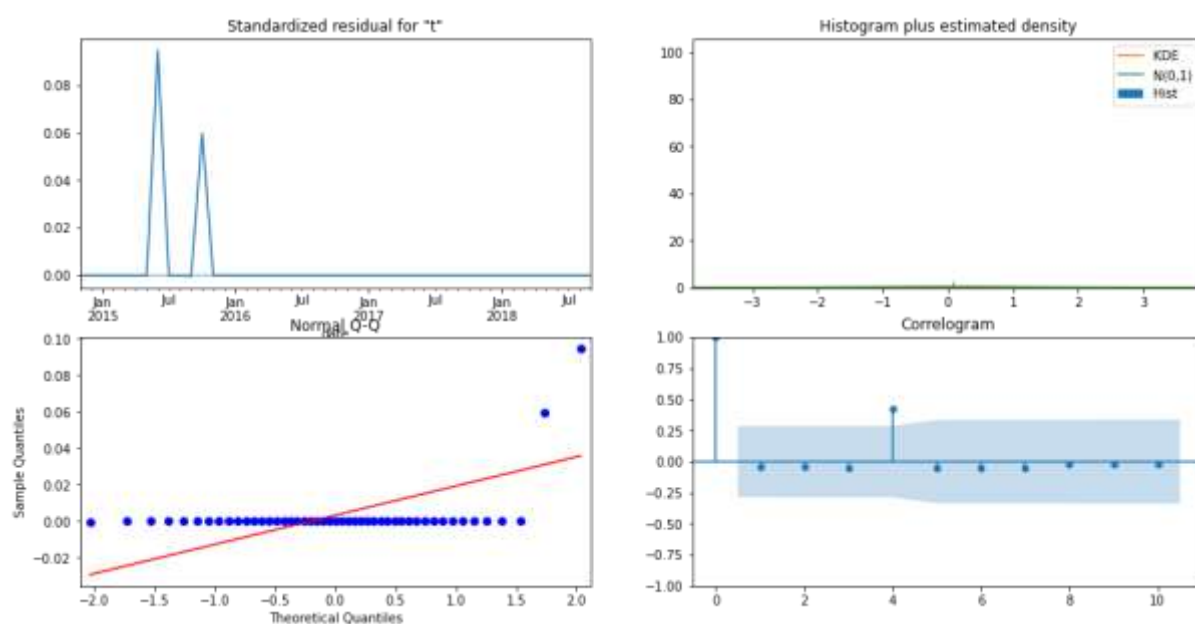 Standardized residual for "t"
0.08
0.06
0.04
0.02
0.00
Jan
2015
Jul
Jan
2016
Jul
Jan
2017
Jul
Jan
2018
Jul
date
Histogram plus estimated density
KDE
N(0,1)
Hist
100
80
60
40
20
0
−3
−2
−1
0
1
2
3
Normal Q-Q
Sample Quantiles
0.10
0.08
0.06
0.04
0.02
0.00
−0.02
−2.0
−1.5
−1.0
−0.5
0.0
0.5
1.0
1.5
2.0
Theoretical Quantiles
Correlogram
1.00
0.75
0.50
0.25
0.00
−0.25
−0.50
−0.75
−1.00
0
2
4
6
8
10